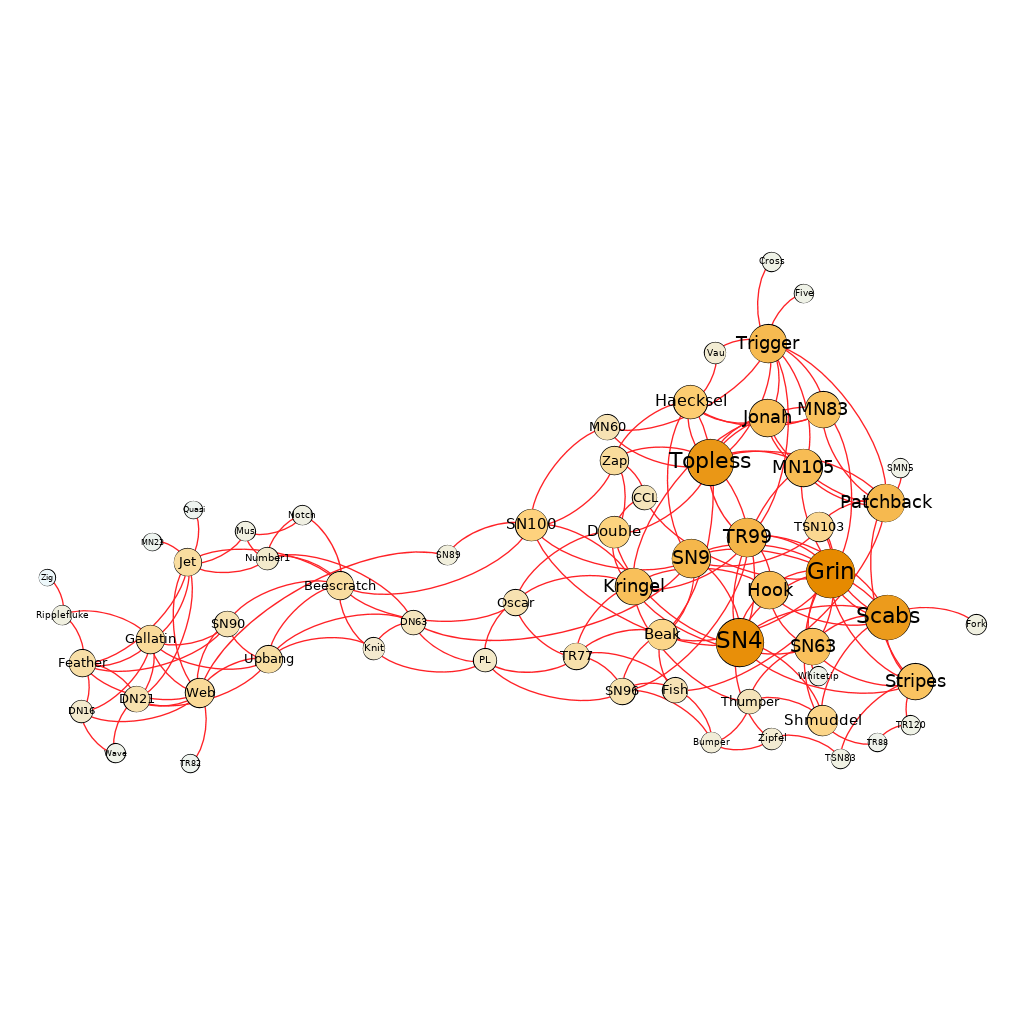 Cross
Five
Trigger
Vau
Haecksel
MN83
Jonah
MN60
Topless
Zap
MN105
SMN5
CCL
Patchback
Quasi
Notch
SN100
TSN103
Mus
Double
TR99
MN23
Number1
SN89
SN9
Jet
Grin
Zig
Beescratch
Kringel
Hook
Oscar
Ripplefluke
Scabs
SN90
DN63
Fork
Gallatin
Beak
SN4
SN63
Knit
Upbang
PL
TR77
Feather
Whitetip
Stripes
Web
SN96
Fish
DN21
Thumper
DN16
Shmuddel
TR120
Wave
Bumper
Zipfel
TR88
TR82
TSN83